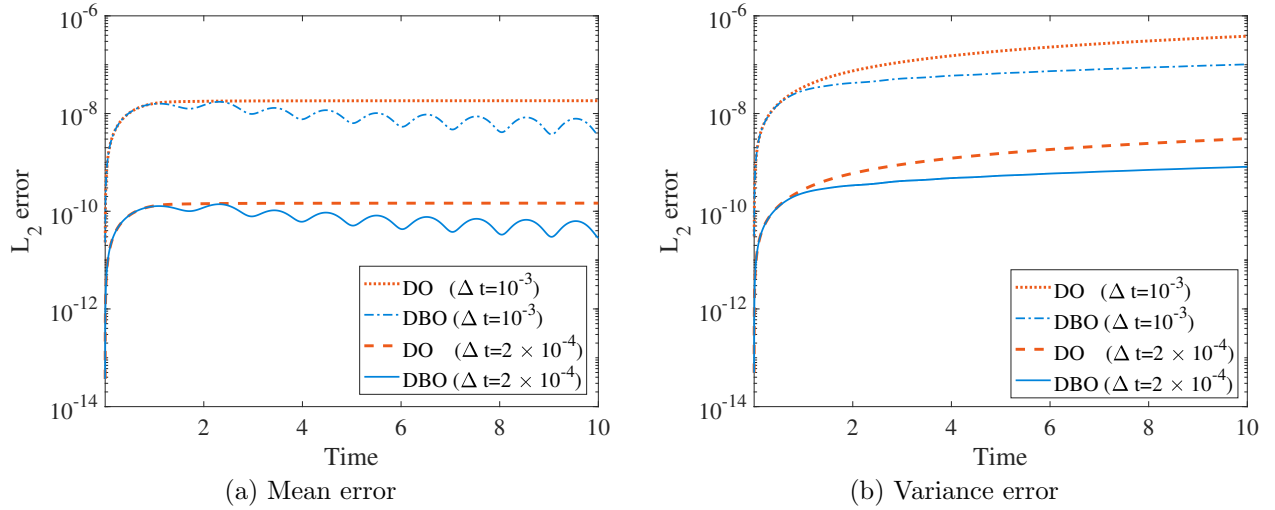 10^-6
10^-8
10^-10
10^-12
10^-14
L_2 error
2 4 6 8 10
Time
DO (Δ t=10^-3)
DBO (Δ t=10^-3)
DO (Δ t=2 × 10^-4)
DBO (Δ t=2 × 10^-4)
(a) Mean error
10^-6
10^-8
10^-10
10^-12
10^-14
L_2 error
2 4 6 8 10
Time
DO (Δ t=10^-3)
DBO (Δ t=10^-3)
DO (Δ t=2 × 10^-4)
DBO (Δ t=2 × 10^-4)
(b) Variance error